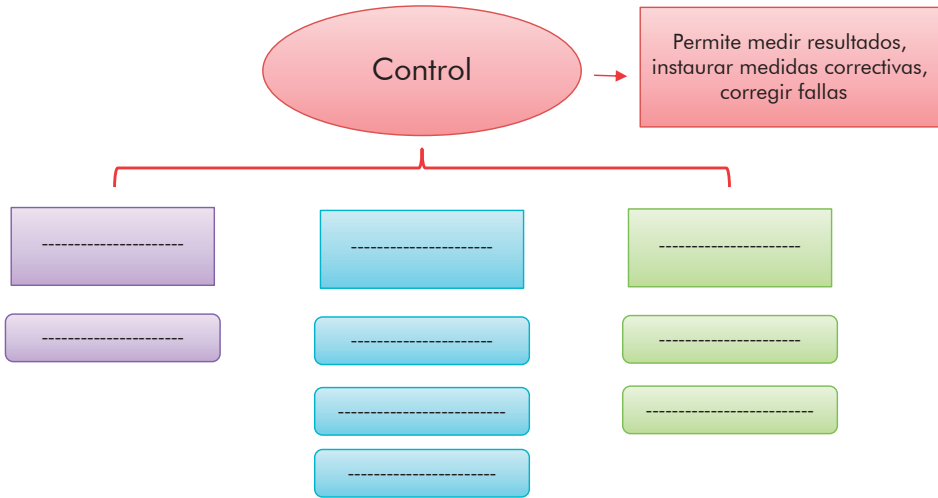 Control
Permite medir resultados,
instaurar medidas correctivas,
corregir fallas